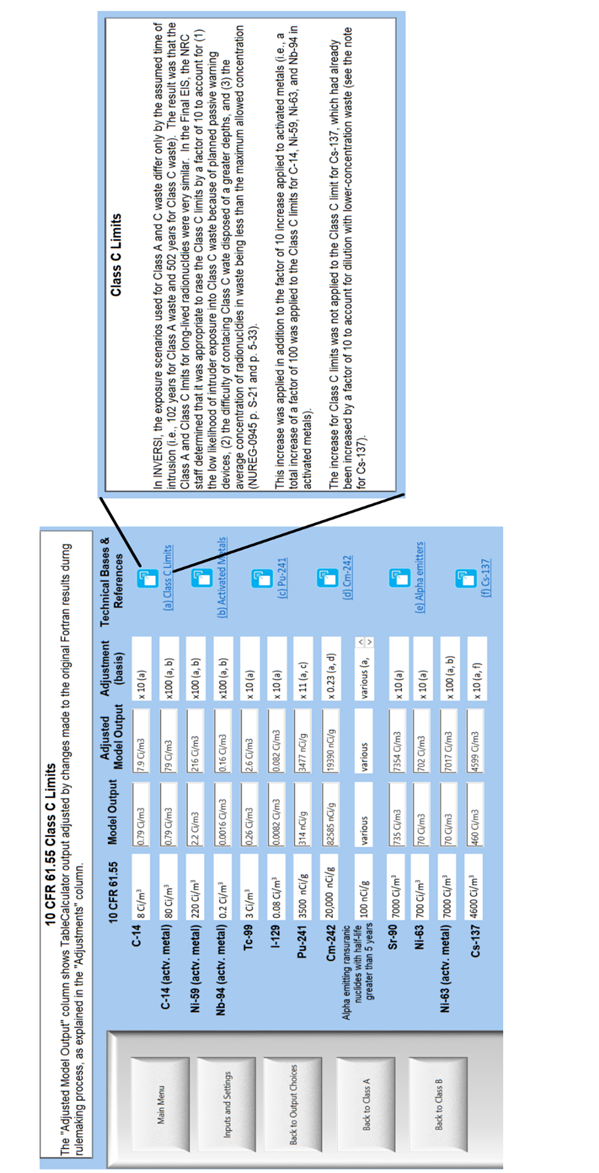 10 CFR 61.55 Class C Limits
The "Adjusted Model Output" column shows TableCalculator output adjusted by changes made to the original Fortran results during
rulemaking process, as explained in the "Adjustments" column.
Main Menu
Inputs and Settings
Back to Output Choices
Back to Class A
Back to Class B
10 CFR 61.55 Model Output Adjusted Model Output Adjustment (basis) Technical Bases & References
C-14 8 Ci/m³ 0.79 Ci/m3 7.9 Ci/m3 x 10 (a)
C-14 (actv. metal) 80 Ci/m³ 0.79 Ci/m3 79 Ci/m3 x100 (a, b)
Ni-59 (actv. metal) 220 Ci/m³ 2.2 Ci/m3 216 Ci/m3 x100 (a, b)
Nb-94 (actv. metal) 0.2 Ci/m³ 0.0016 Ci/m3 0.16 Ci/m3 x100 (a, b)
Tc-99 3 Ci/m³ 0.26 Ci/m3 2.6 Ci/m3 x 10 (a)
I-129 0.08 Ci/m³ 0.0082 Ci/m3 0.082 Ci/m3 x 10 (a)
Pu-241 3500 nCi/g 314 nCi/g 3477 nCi/g x 11 (a, c)
Cm-242 20,000 nCi/g 82585 nCi/g 19390 nCi/g x 0.23 (a, d)
Alpha emitting ransuranic
nuclides with half-life
greater than 5 years
100 nCi/g various various various (a,
Sr-90 7000 Ci/m³ 735 Ci/m3 7354 Ci/m3 x 10 (a)
Ni-63 700 Ci/m³ 70 Ci/m3 702 Ci/m3 x 10 (a)
Ni-63 (actv. metal) 7000 Ci/m³ 70 Ci/m3 7017 Ci/m3 x 100 (a, b)
Cs-137 4600 Ci/m³ 460 Ci/m3 4599 Ci/m3 x 10 (a, f)
(a) Class C Limits
(b) Activated Metals
(c) Pu-241
(d) Cm-242
(e) Alpha emitters
(f) Cs-137
Class C Limits
In INVERSI, the exposure scenarios used for Class A and C waste differ only by the assumed time of
intrusion (i.e., 102 years for Class A waste and 502 years for Class C waste). The result was that the
Class A and Class C lmits for long-lived radionuclides were very similar. In the Final EIS, the NRC
staff determined that it was appropriate to rase the Class C limits by a factor of 10 to account for (1)
the low likelihood of intruder exposure into Class C waste because of planned passive warning
devices, (2) the difficulty of contacing Class C wate disposed of a greater depths, and (3) the
average concentration of radionuclides in waste being less than the maximum allowed concentration
(NUREG-0945 p. S-21 and p. 5-33).
This increase was applied in addition to the factor of 10 increase applied to activated metals (i.e., a
total increase of a factor of 100 was applied to the Class C limits for C-14, Ni-59, Ni-63, and Nb-94 in
activated metals).
The increase for Class C limits was not applied to the Class C limit for Cs-137, which had already
been increased by a factor of 10 to account for dilution with lower-concentration waste (see the note
for Cs-137).